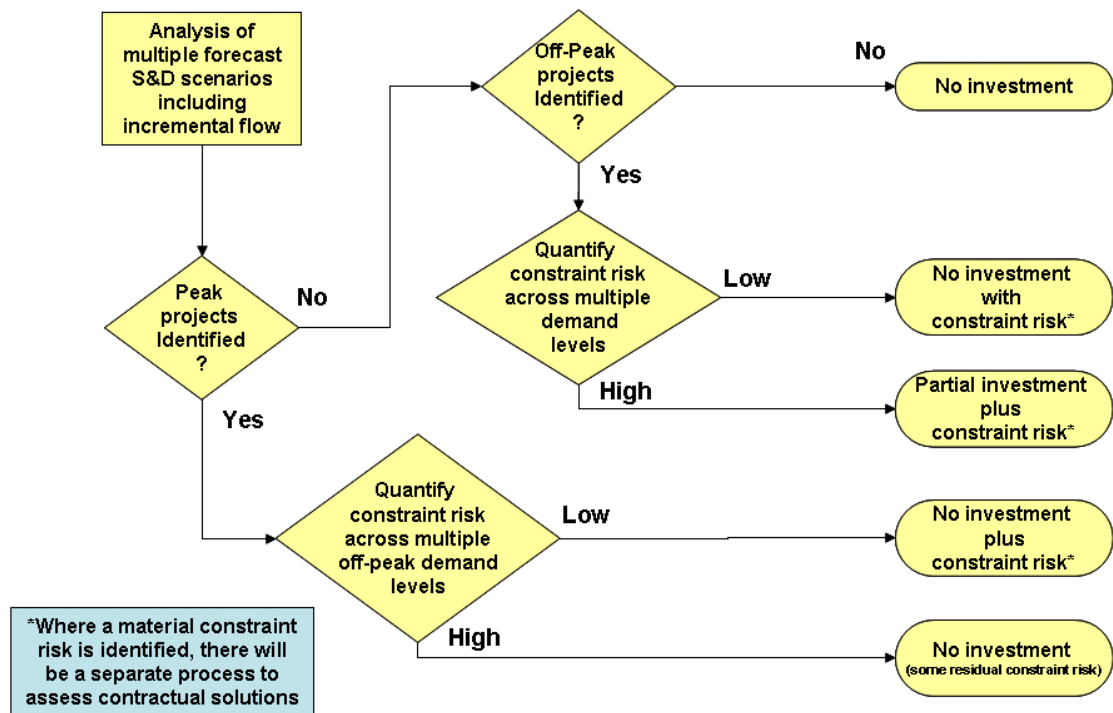 Analysis of
multiple forecast
S&D scenarios
including
incremental flow
Off-Peak
projects
Identified
?
No
No investment
Yes
Quantify
constraint risk
across multiple
demand
levels
Low
No investment
with
constraint risk*
High
Partial investment
plus
constraint risk*
Peak
projects
Identified
?
No
Yes
Quantify
constraint risk
across multiple
off-peak demand
levels
Low
No investment
plus
constraint risk*
High
No investment
(some residual constraint risk)
*Where a material constraint
risk is identified, there will
be a separate process to
assess contractual solutions